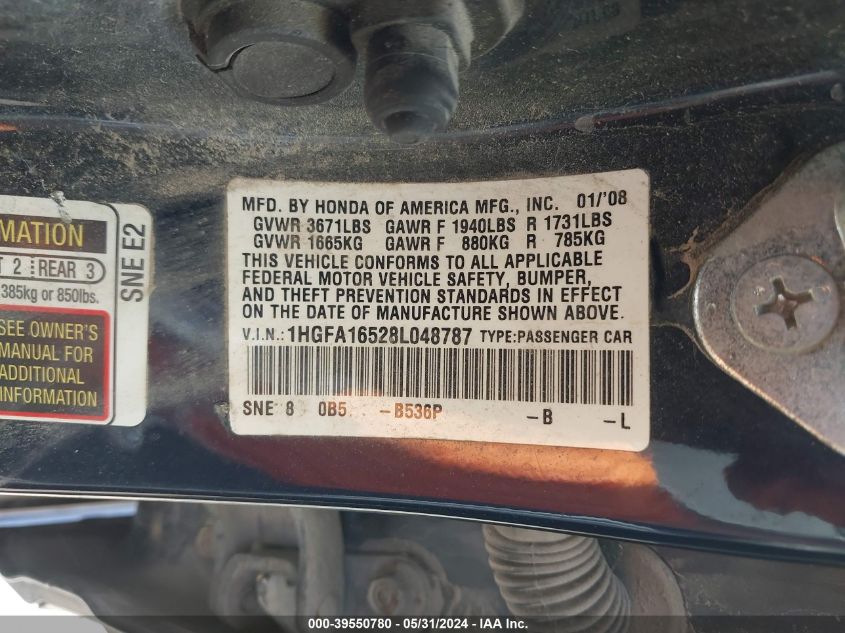 MFD. BY HONDA OF AMERICA MFG., INC. 01/'08
GVWR 3671LBS GAWR F 1940LBS R 1731LBS
GVWR 1665KG GAWR F 880KG R 785KG
THIS VEHICLE CONFORMS TO ALL APPLICABLE
FEDERAL MOTOR VEHICLE SAFETY, BUMPER,
AND THEFT PREVENTION STANDARDS IN EFFECT
ON THE DATE OF MANUFACTURE SHOWN ABOVE.
V.I.N.: 1HGFA16528L048787 TYPE:PASSENGER CAR
SNE 8 0B5 -B536P -B -L
MATION
2 REAR 3
385kg or 850lbs.
SEE OWNER'S
MANUAL FOR
ADDITIONAL
INFORMATION
SNE E2
000-39550780 - 05/31/2024 - IAAI.COM.